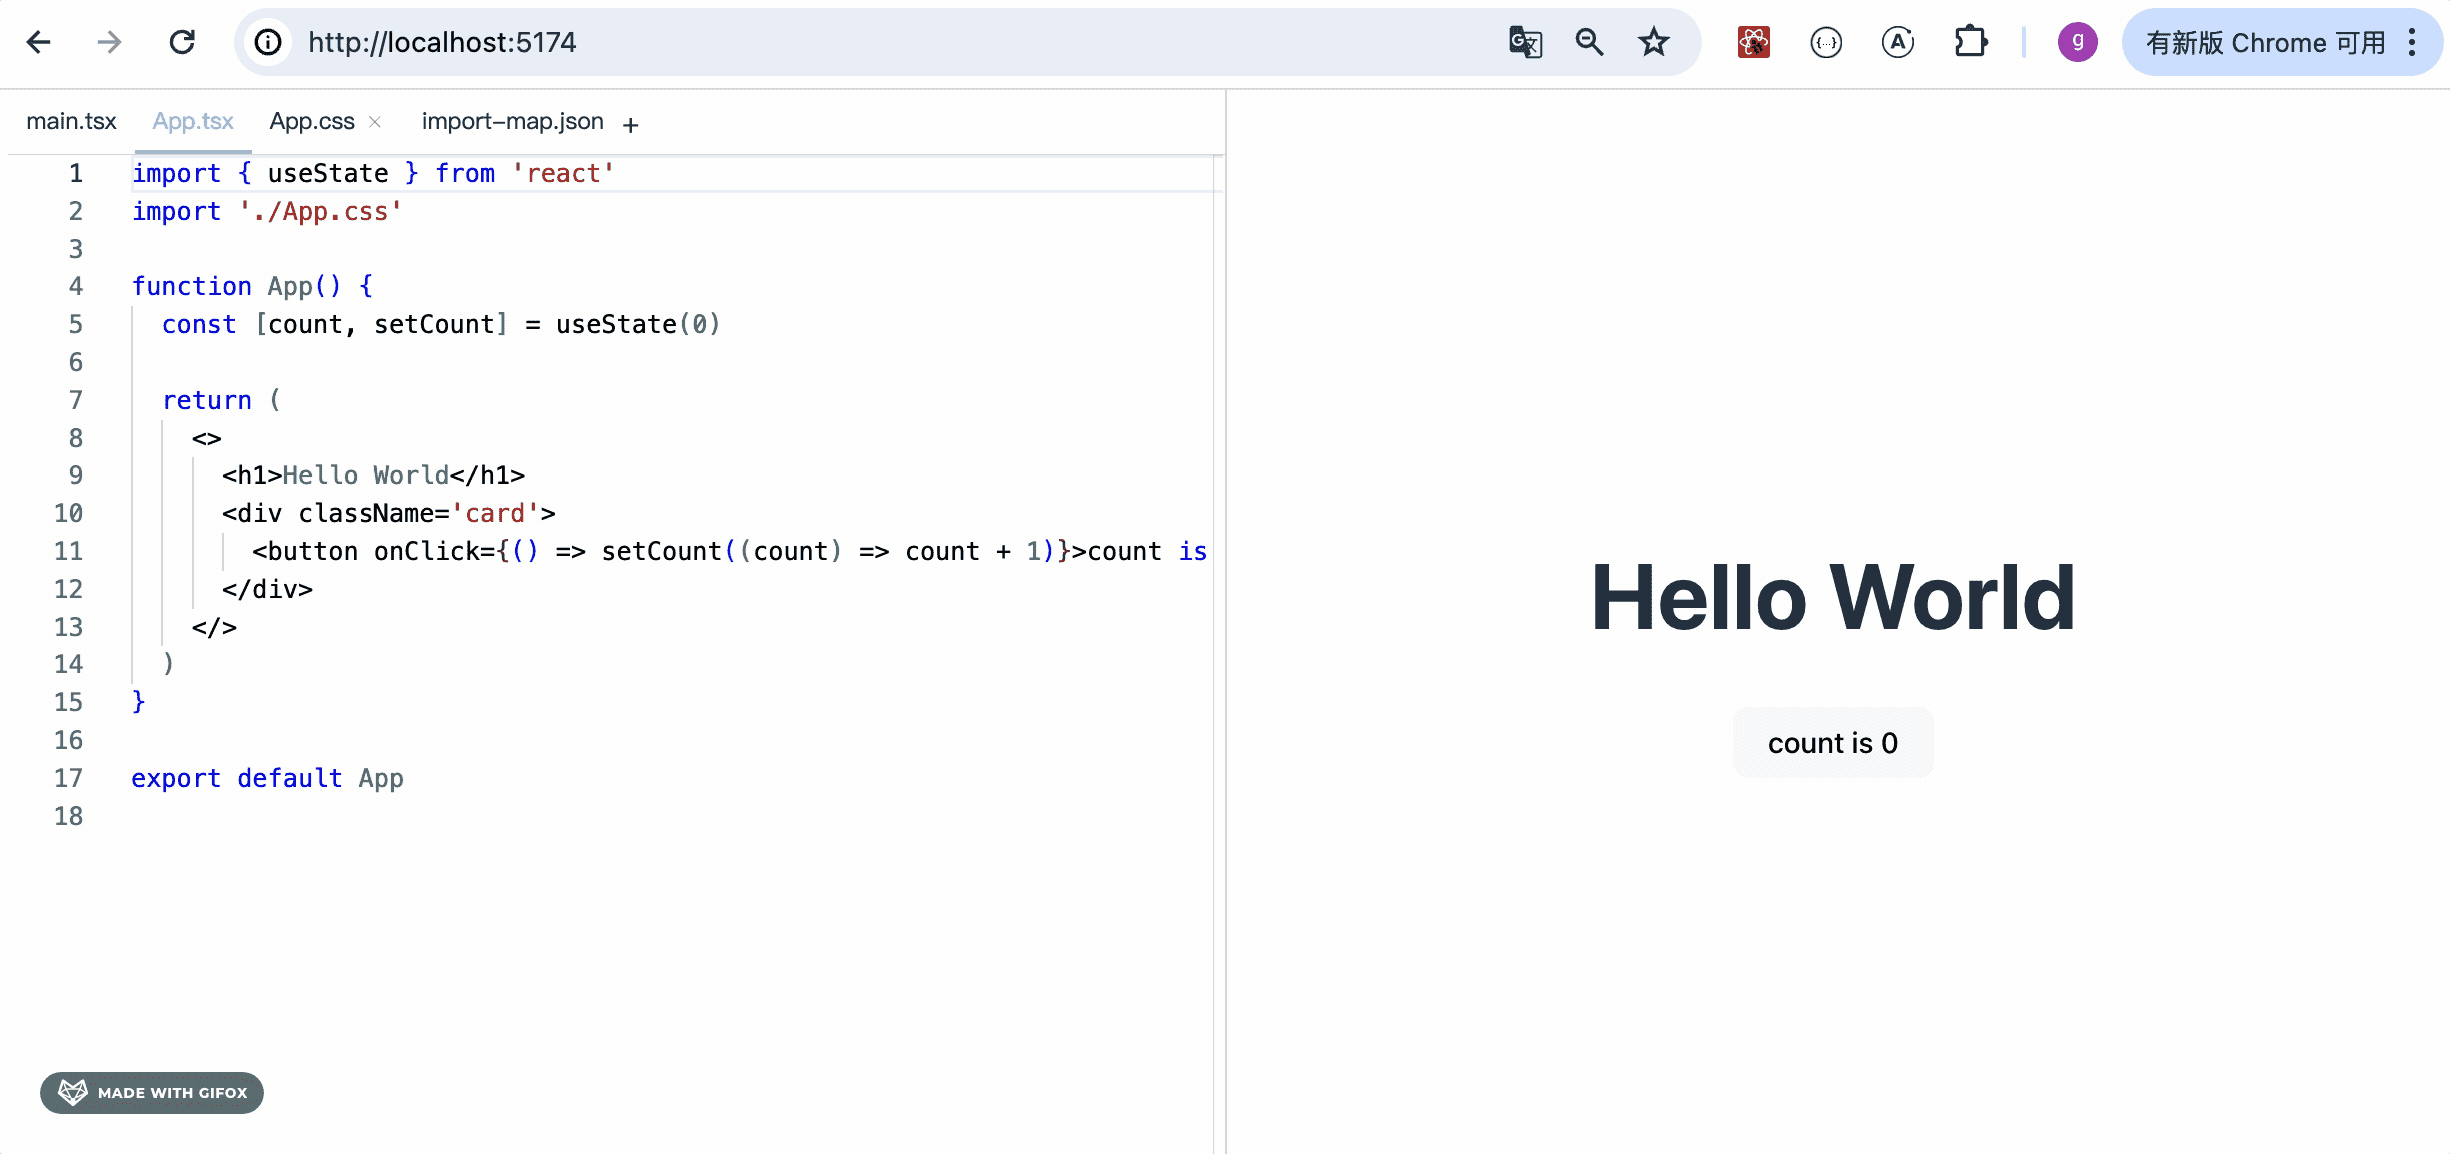 http://localhost:5174
g
有新版 Chrome 可用
main.tsx App.tsx App.css × import-map.json +
1 import { useState } from 'react'
2 import './App.css'
3
4 function App() {
5 const [count, setCount] = useState(0)
6
7 return (
8 <>
9 <h1>Hello World</h1>
10 <div className='card'>
11 <button onClick={() => setCount((count) => count + 1)}>count is
12 </div>
13 </>
14 )
15 }
16
17 export default App
18
Hello World
count is 0
MADE WITH GIFOX